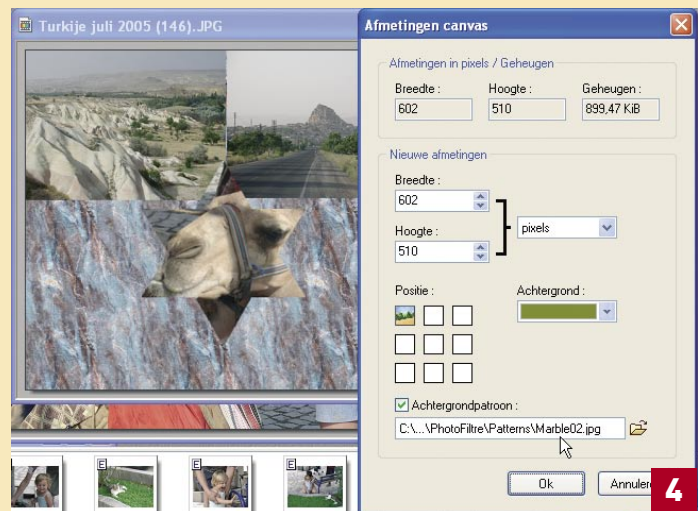 Turkije juli 2005 (146).JPG
Afmetingen canvas
Afmetingen in pixels / Geheugen
Breedte : Hoogte : Geheugen :
602 510 899,47 KiB
Nieuwe afmetingen
Breedte :
602
pixels
Hoogte :
510
Positie : Achtergrond :
Achtergrondpatroon :
C:\...\PhotoFiltre\Patterns\Marble02.jpg
Ok
E E E E
4